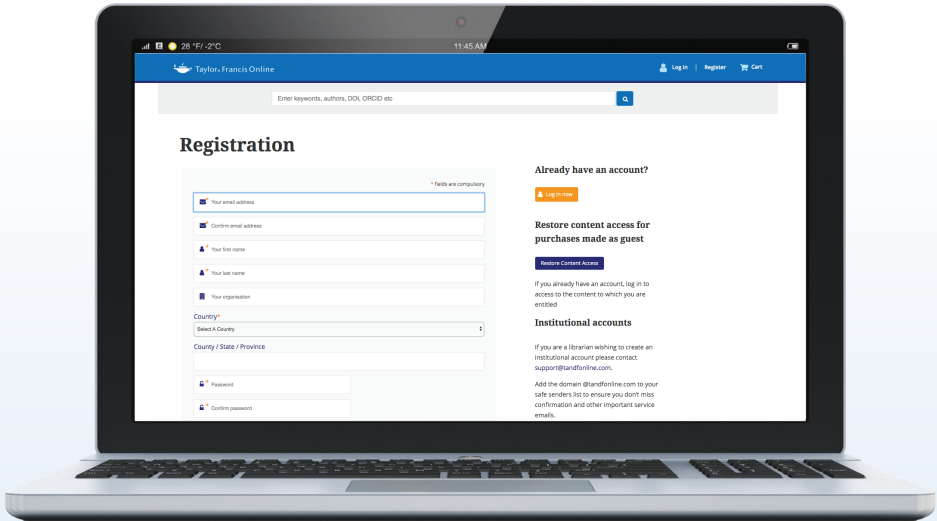 28 °F/ -2°C
11:45 AM
Taylor & Francis Online
Log in | Register Cart
Enter keywords, authors, DOI, ORCID etc
Registration
* fields are compulsory
* Your email address
* Confirm email address
* Your first name
* Your last name
Your organisation
Country*
Select A Country
County / State / Province
* Password
* Confirm password
Already have an account?
Log in now
Restore content access for
purchases made as guest
Restore Content Access
If you already have an account, log in to
access to the content to which you are
entitled
Institutional accounts
If you are a librarian wishing to create an
institutional account please contact
support@tandfonline.com.
Add the domain @tandfonline.com to your
safe senders list to ensure you don't miss
confirmation and other important service
emails.